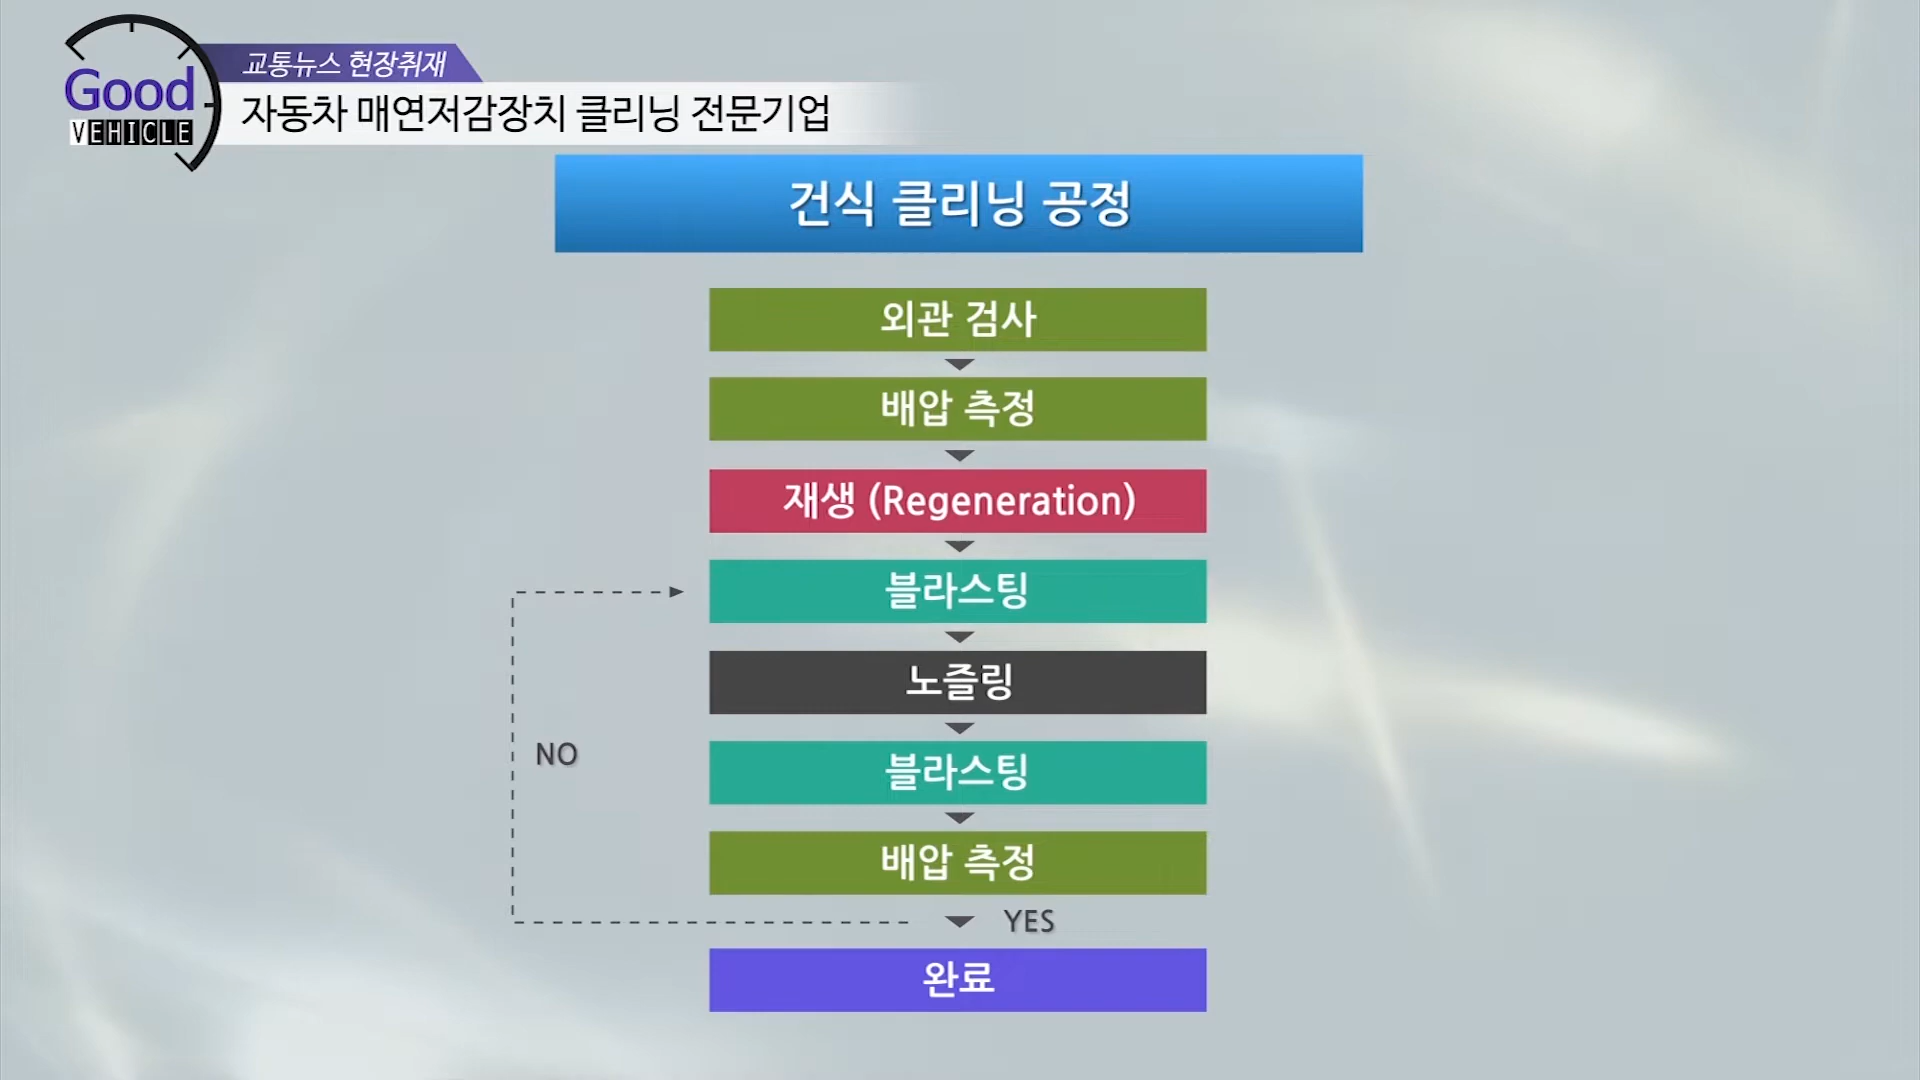 Good
VEHICLE
교통뉴스 현장취재
자동차 매연저감장치 클리닝 전문기업
건식 클리닝 공정
외관 검사
배압 측정
재생 (Regeneration)
블라스팅
노즐링
NO
블라스팅
배압 측정
YES
완료